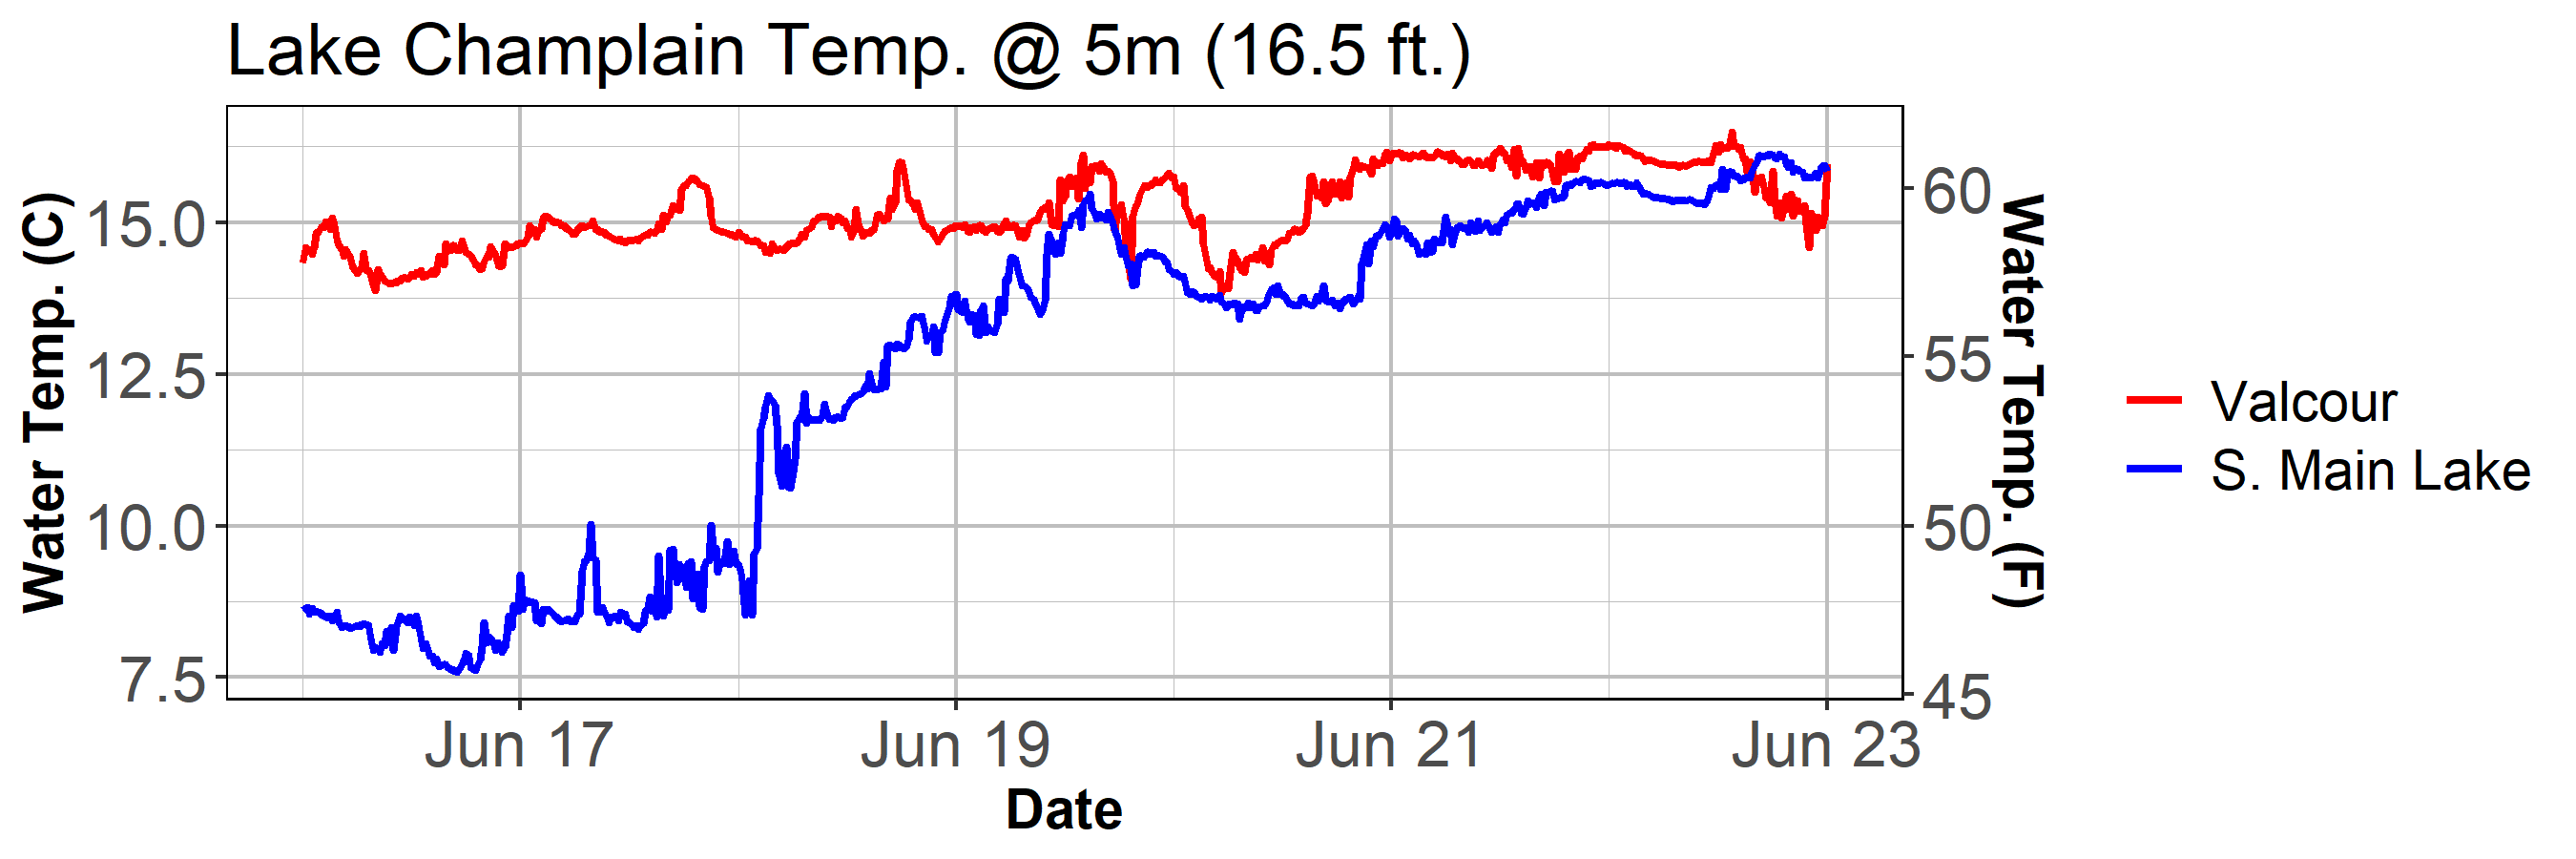 Lake Champlain Temp. @ 5m (16.5 ft.)
Water Temp. (C)
15.0
12.5
10.0
7.5
60
55
50
45
Water Temp. (F)
Jun 17
Jun 19
Jun 21
Jun 23
Date
Valcour
S. Main Lake